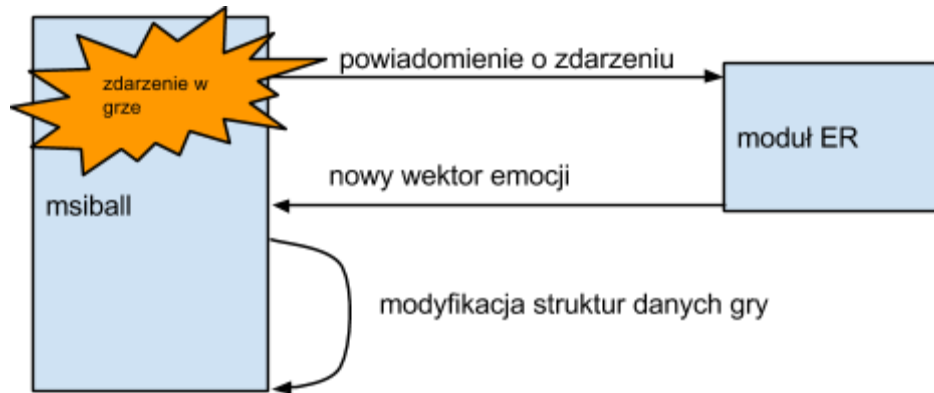 zdarzenie w
grze
powiadomienie o zdarzeniu
moduł ER
nowy wektor emocji
msiball
modyfikacja struktur danych gry